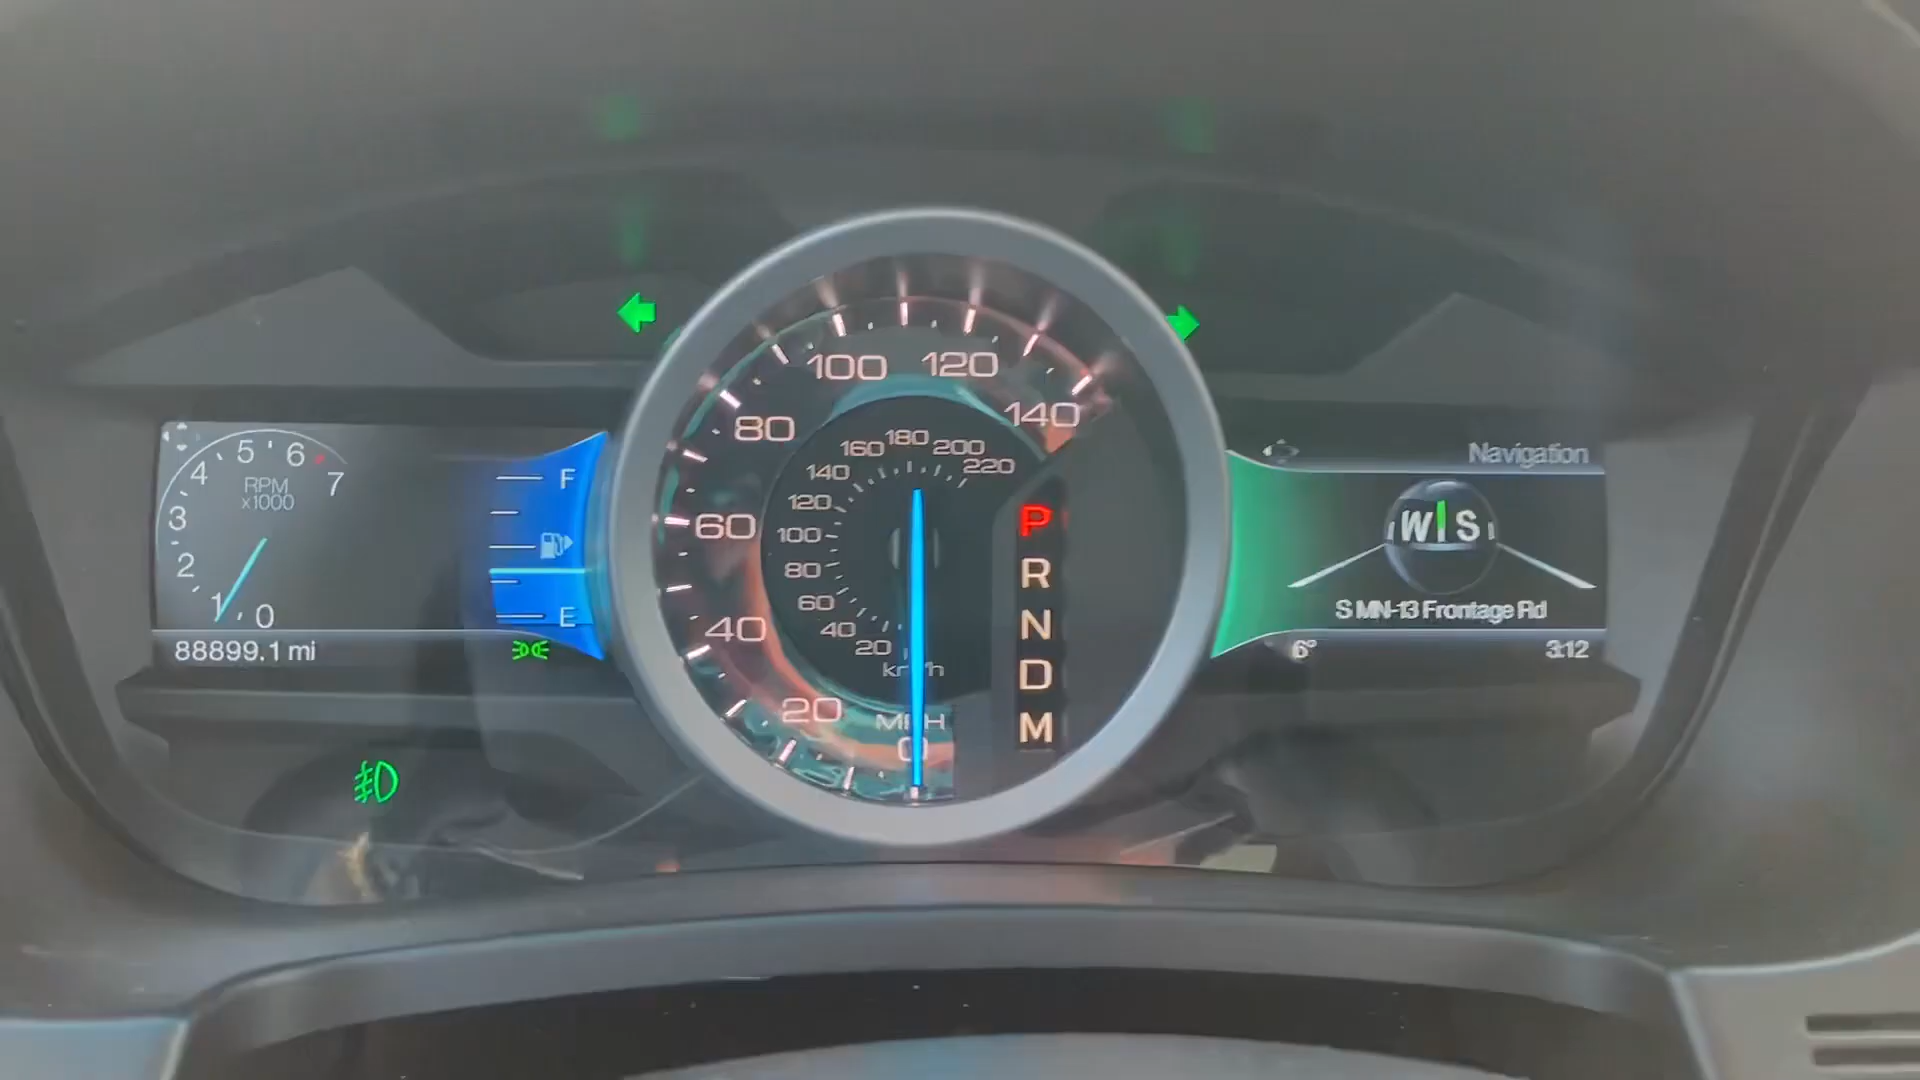 5 6
4 7
RPM
x1000
3
2
1 0
88899.1 mi
F
E
100 120
80 140
60
40
20
MPH
0
180
160 200
140 220
120
100
80
60
40
20
km/h
P
R
N
D
M
Navigation
W S
S MN-13 Frontage Rd
6° 3:12